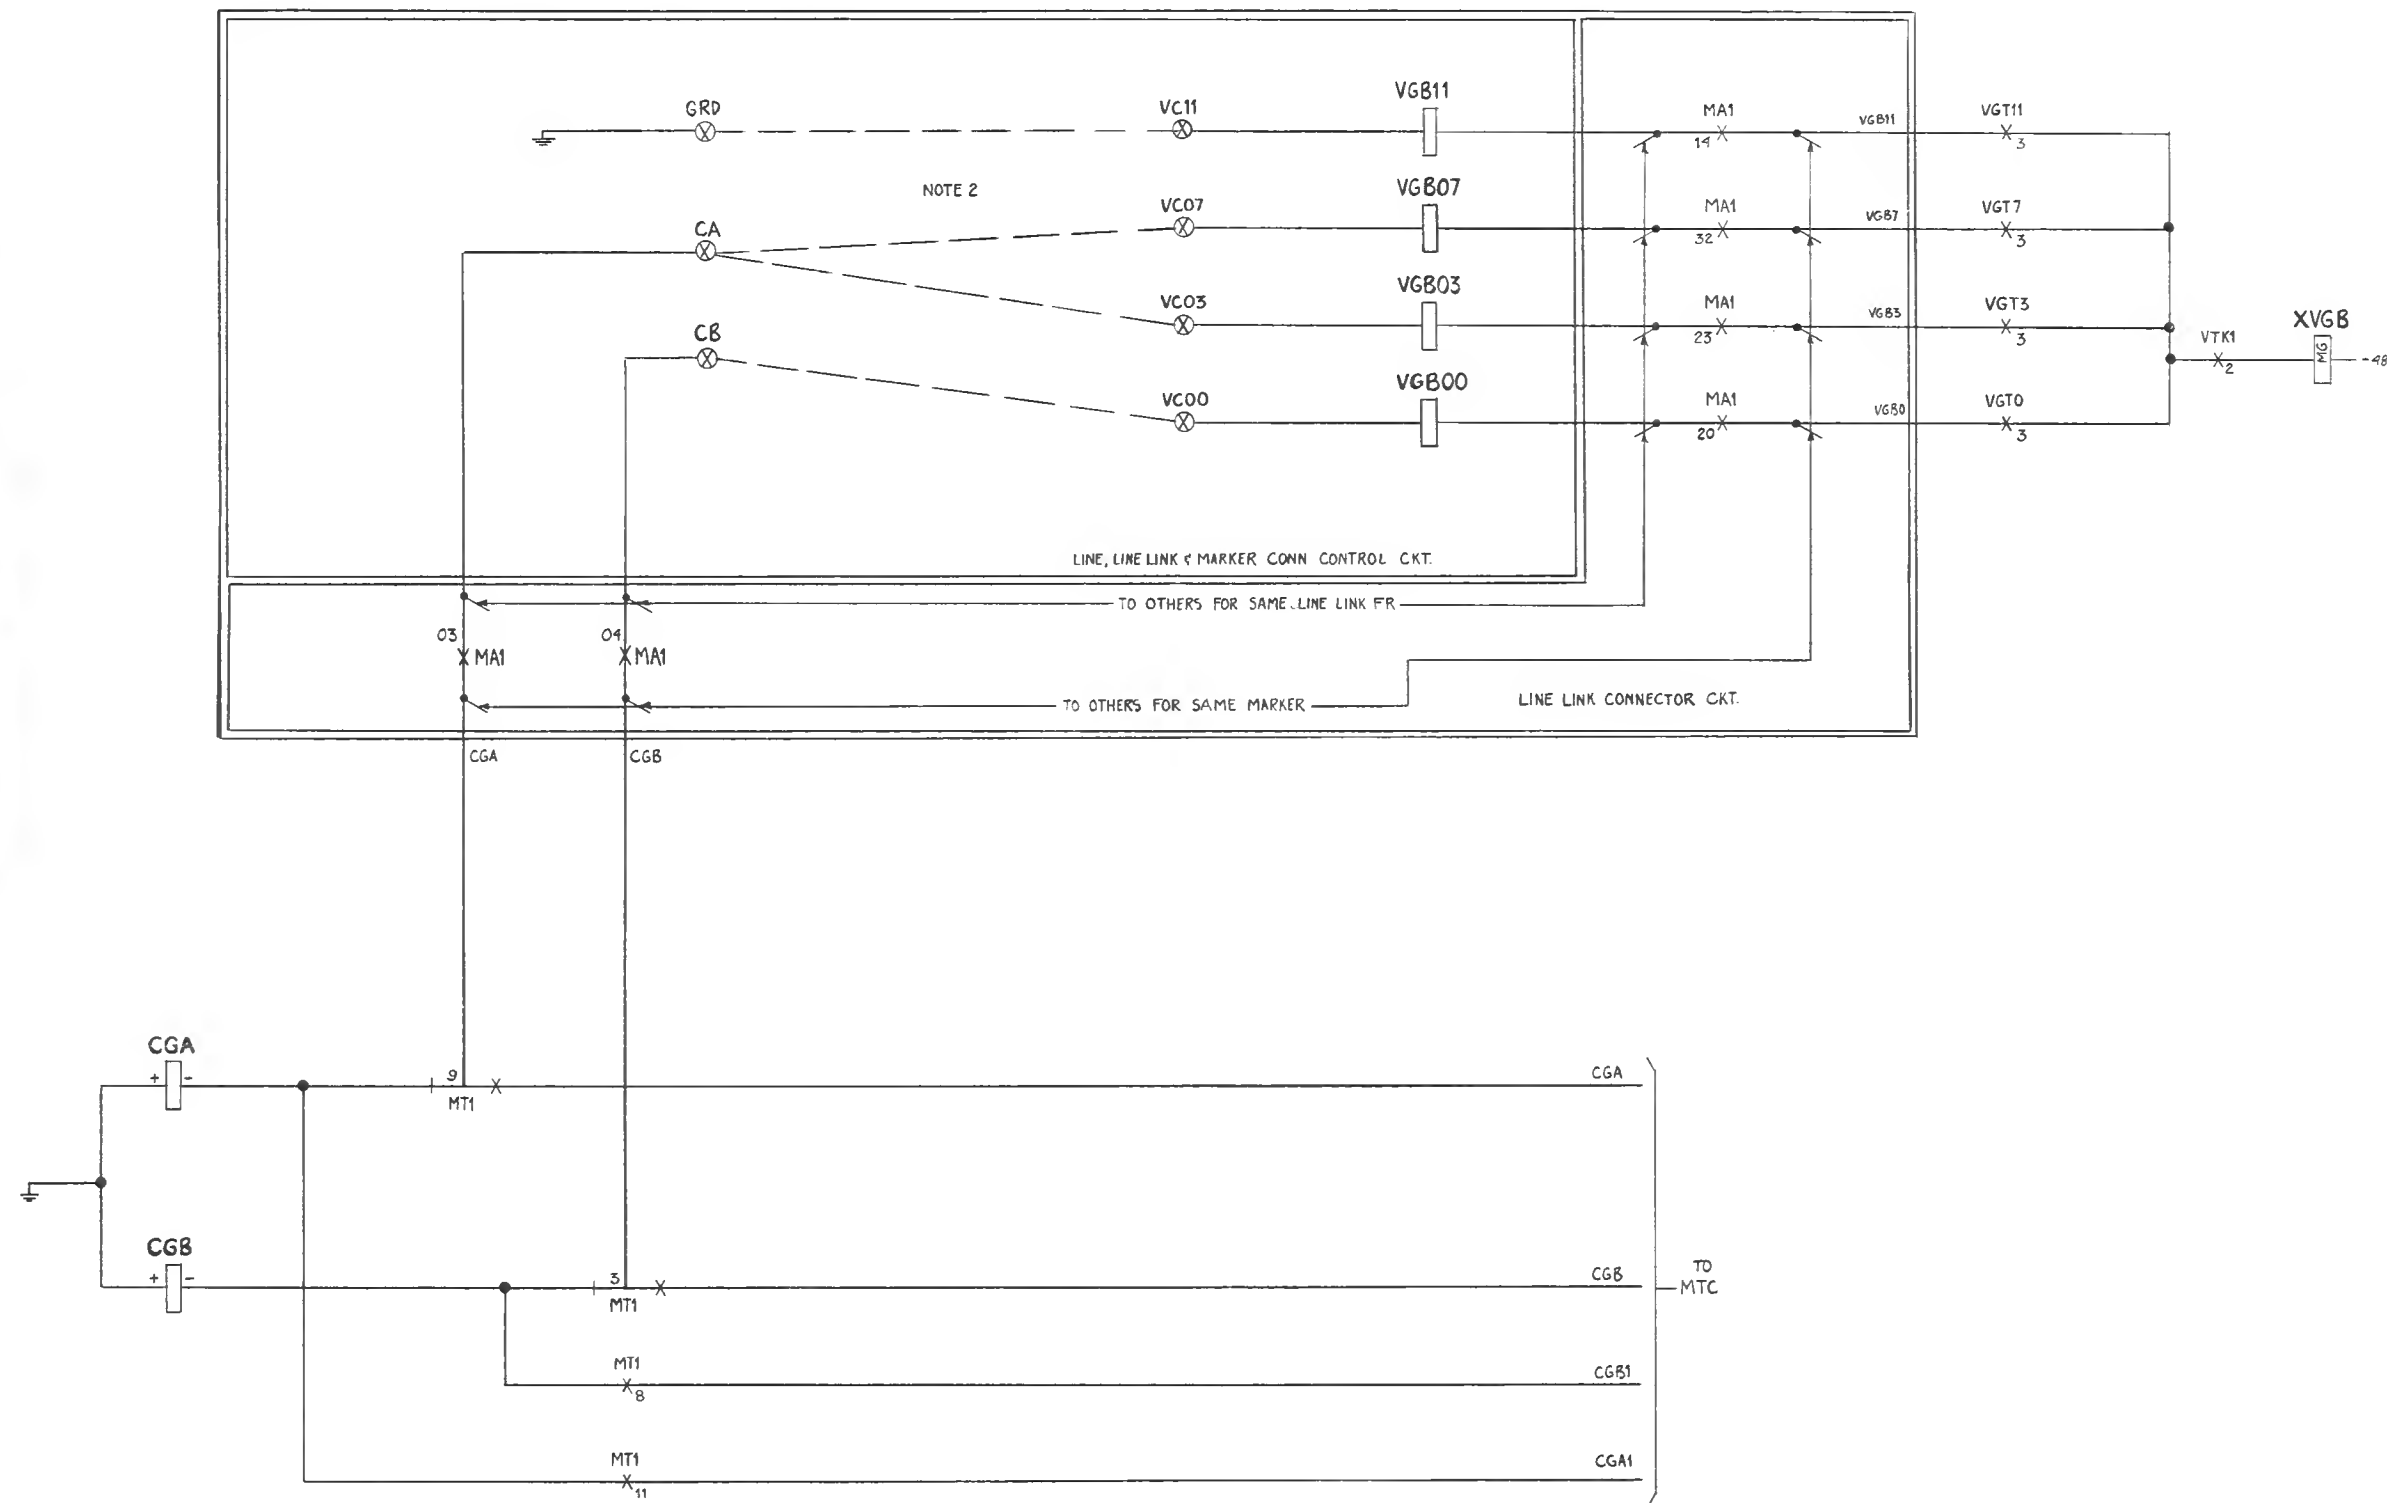 VGB11
GRD
VC11
MA1
14
VGB11
VGT11
3
NOTE 2
VGB07
VC07
MA1
32
VGB7
VGT7
3
CA
VGB03
VC03
MA1
23
VGB3
VGT3
3
XVGB
CB
VTK1
2
MG
-48
VGB00
VC00
MA1
20
VGB0
VGT0
3
LINE, LINE LINK & MARKER CONN CONTROL CKT.
TO OTHERS FOR SAME LINE LINK FR
03
MA1
04
MA1
TO OTHERS FOR SAME MARKER
LINE LINK CONNECTOR CKT.
CGA
CGB
CGA
+ -
9
MT1
CGA
CGB
+ -
3
MT1
CGB
TO
MTC
MT1
8
CGB1
MT1
11
CGA1